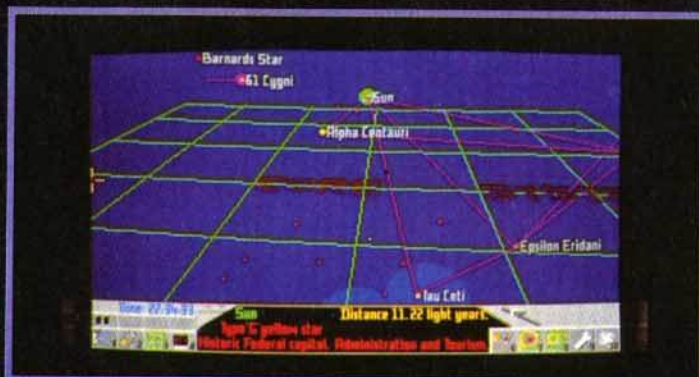 Barnards Star
61 Cygni
Sun
Alpha Centauri
Epsilon Eridani
Tau Ceti
Time:
Sun
Distance 11.22 light years.
Type G yellow star
Historic Federal capital. Administration and Tourism.